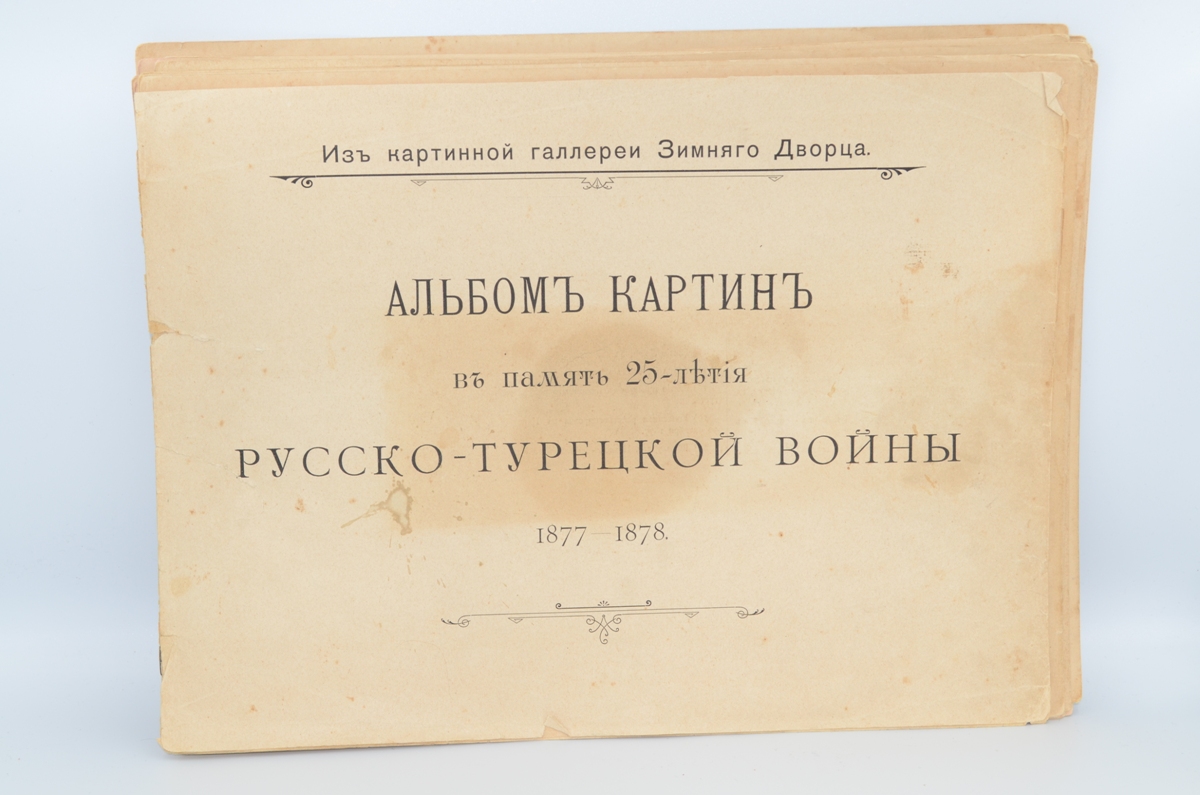 Изъ картинной галлереи Зимняго Дворца.
АЛЬБОМЪ КАРТИНЪ
въ память 25-лѣтія
РУССКО-ТУРЕЦКОЙ ВОЙНЫ
1877—1878.